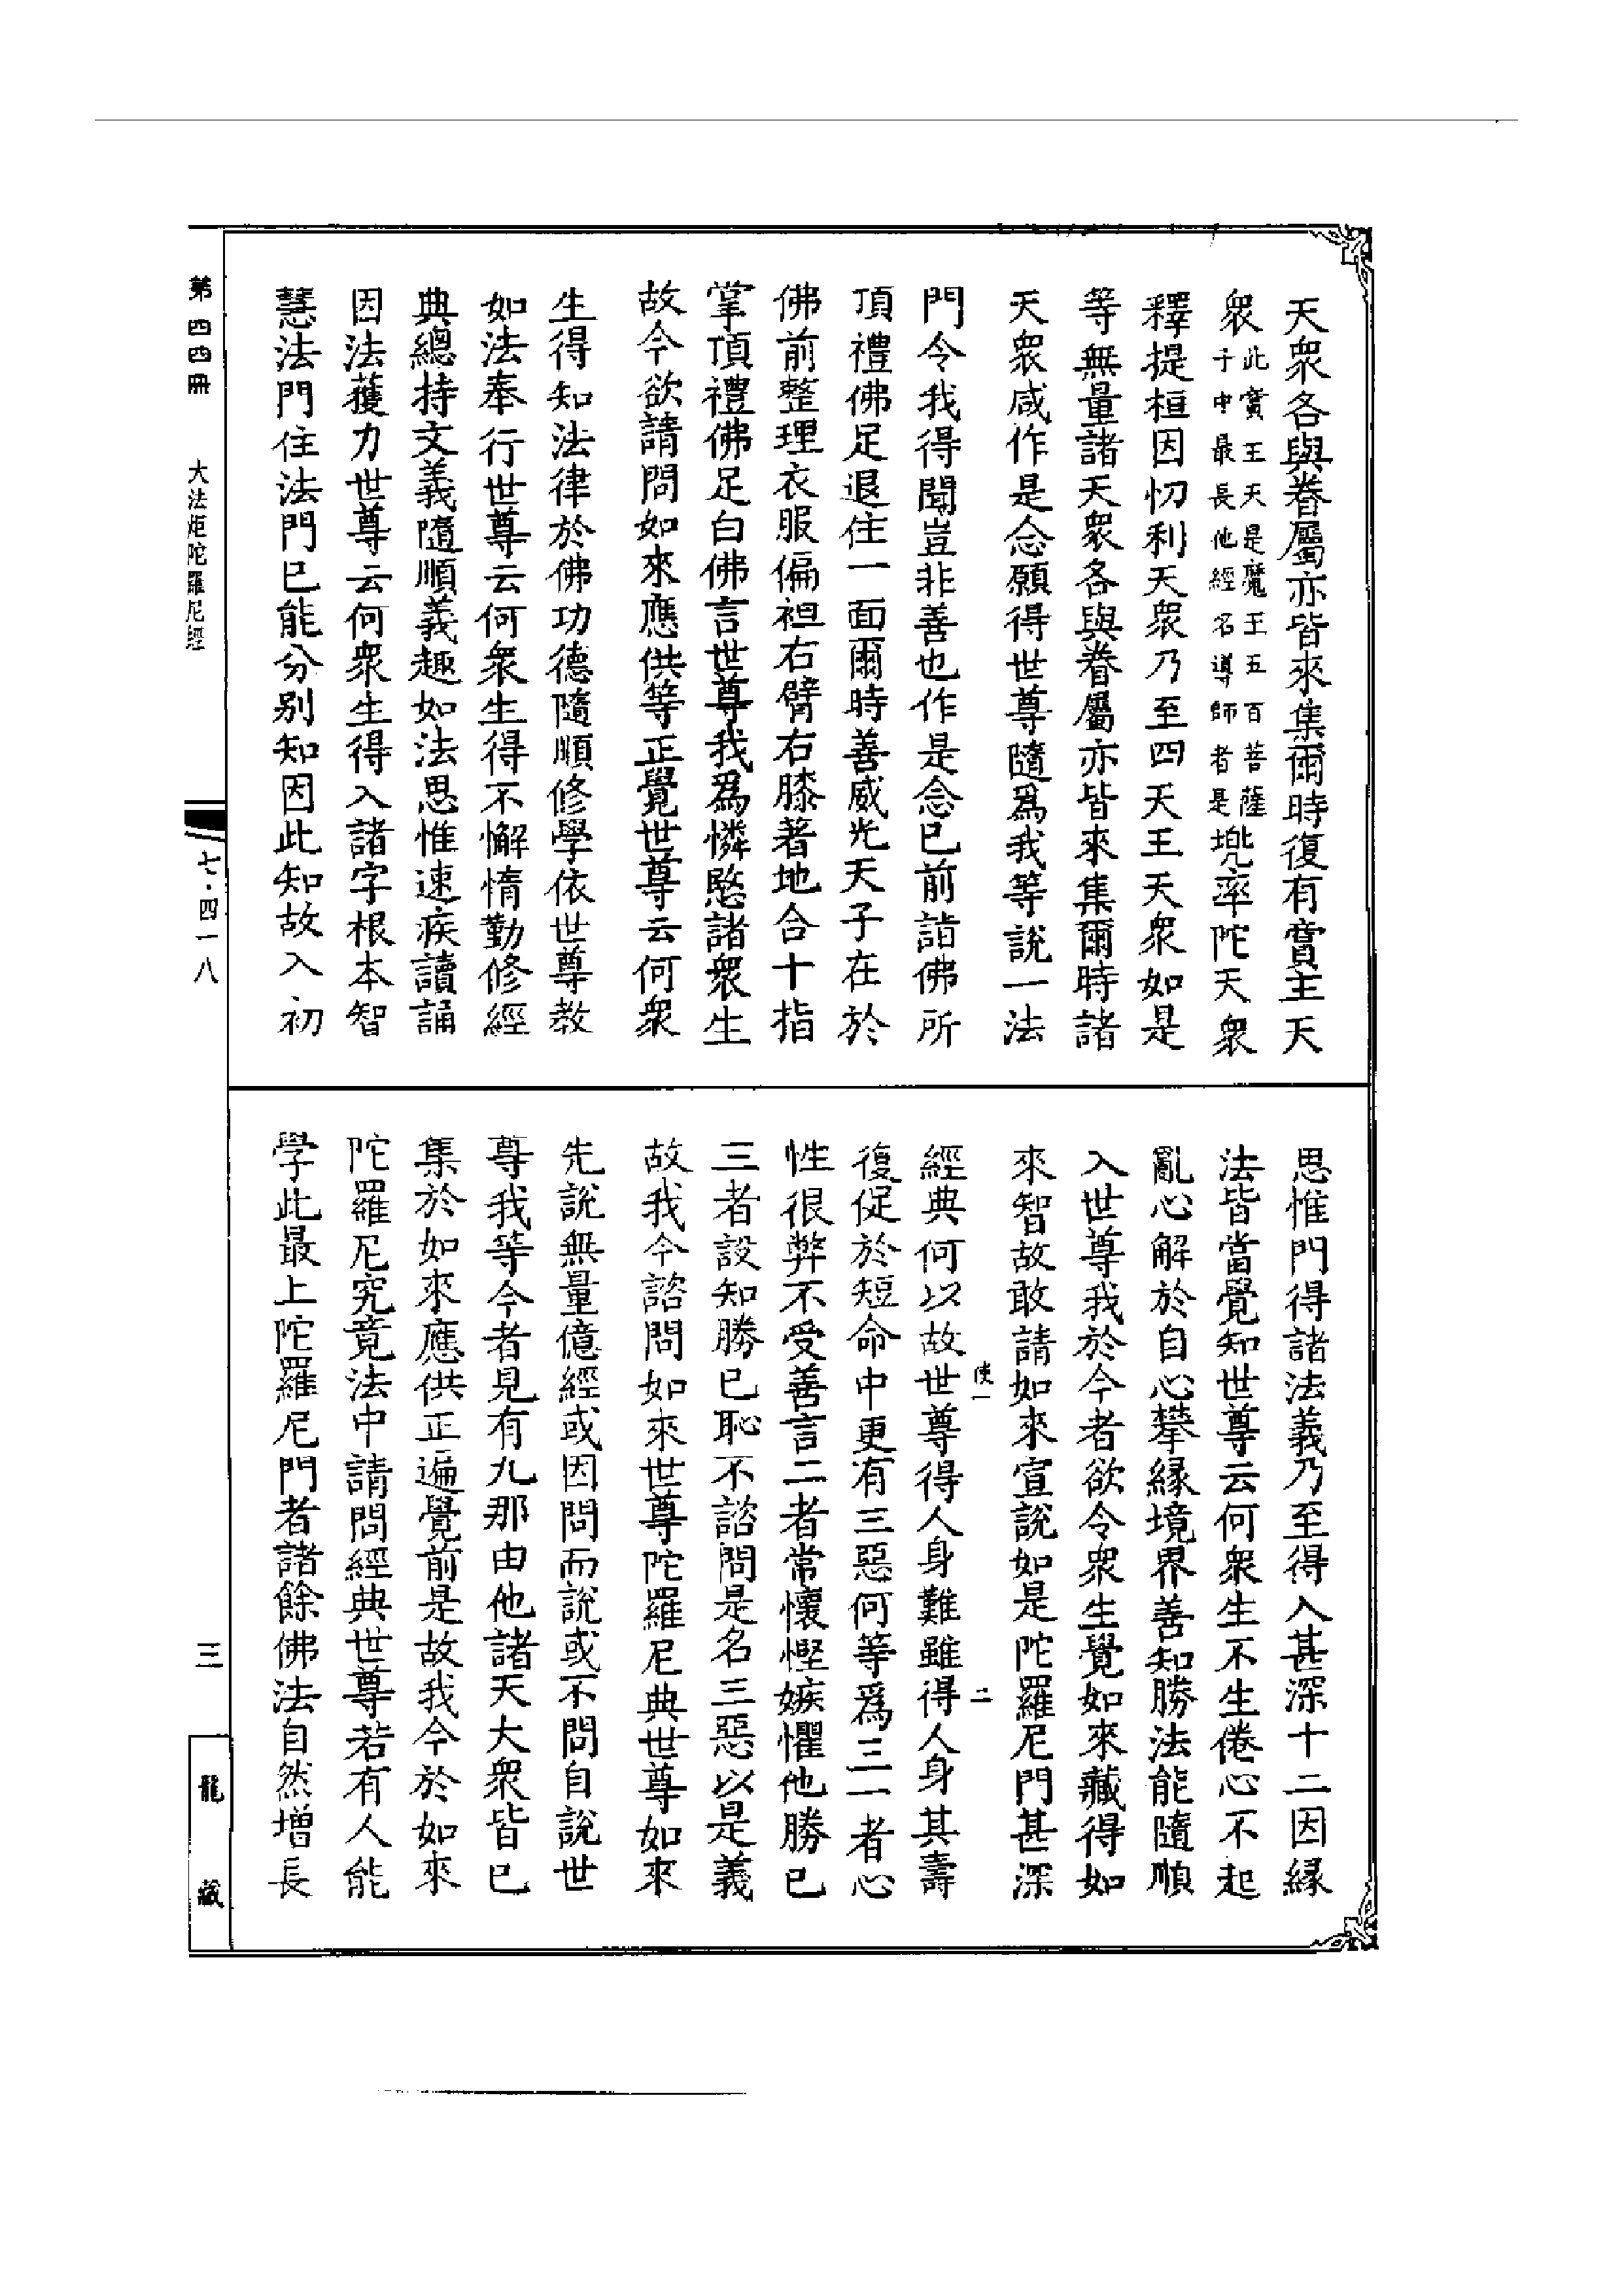 天衆各與眷屬亦皆來集爾時復有賣主天
衆此賣主天是魔王五百菩薩
子中最長他經名導師者是兜率陀天衆
釋提桓因忉利天衆乃至四天王天衆如是
等無量諸天衆各與眷屬亦皆來集爾時諸
天衆咸作是念願得世尊隨爲我等說一法
門令我得聞豈非善也作是念已前詣佛所
頂禮佛足退住一面爾時善威光天子在於
佛前整理衣服偏袒右臂右膝著地合十指
掌頂禮佛足白佛言世尊我爲憐愍諸衆生
故今欲請問如來應供等正覺世尊云何衆
生得知法律於佛功德隨順修學依世尊教
如法奉行世尊云何衆生得不懈惰勤修經
典總持文義隨順義趣如法思惟速疾讀誦
因法獲力世尊云何衆生得入諸字根本智
慧法門住法門已能分別知因此知故入初
思惟門得諸法義乃至得入甚深十二因縁
法皆當覺知世尊云何衆生不生倦心不起
亂心解於自心攀縁境界善知勝法能隨順
入世尊我於今者欲令衆生覺如來藏得如
來智故敢請如來宣說如是陀羅尼門甚深
使一 二
經典何以故世尊得人身難雖得人身其壽
復促於短命中更有三惡何等爲三一者心
性很弊不受善言二者常懷慳嫉懼他勝已
三者設知勝已恥不諮問是名三惡以是義
故我今諮問如來世尊陀羅尼典世尊如來
先說無量億經或因問而說或不問自說世
尊我等今者見有九那由他諸天大衆皆已
集於如來應供正遍覺前是故我今於如來
陀羅尼究竟法中請問經典世尊若有人能
學此最上陀羅尼門者諸餘佛法自然增長
第四四冊 大法炬陀羅尼經
七·四一八
三
龍藏